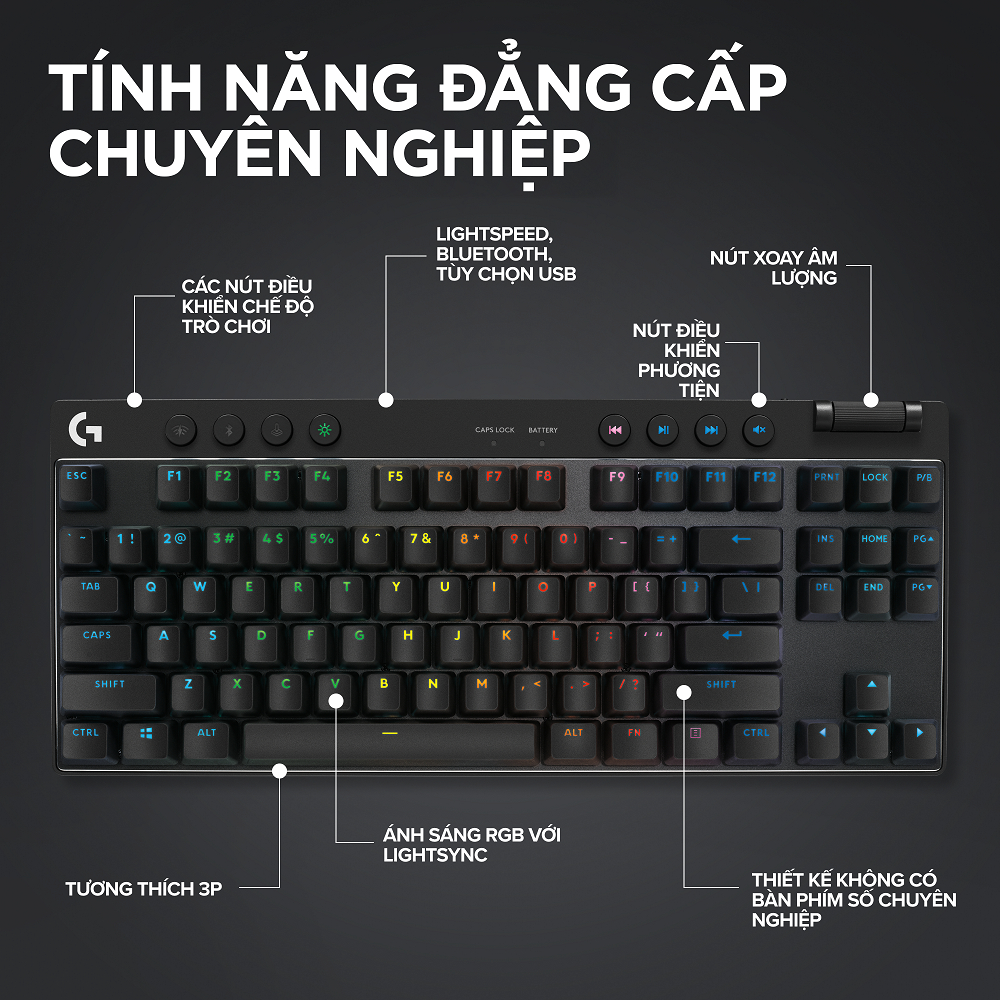 TÍNH NĂNG ĐẲNG CẤP
CHUYÊN NGHIỆP
LIGHTSPEED,
BLUETOOTH,
TÙY CHỌN USB
NÚT XOAY ÂM
LƯỢNG
CÁC NÚT ĐIỀU
KHIỂN CHẾ ĐỘ
TRÒ CHƠI
NÚT ĐIỀU
KHIỂN
PHƯƠNG
TIỆN
CAPS LOCK BATTERY
ESC F1 F2 F3 F4 F5 F6 F7 F8 F9 F10 F11 F12 PRNT LOCK P/B
` ~ 1 ! 2 @ 3 # 4 $ 5 % 6 ^ 7 & 8 * 9 ( 0 ) - _ = + ← INS HOME PG▲
TAB Q W E R T Y U I O P [ { ] } \ | DEL END PG▼
CAPS A S D F G H J K L ; : ' " ↵
SHIFT Z X C V B N M , < . > / ? SHIFT ▲
CTRL ALT — ALT FN CTRL ◀ ▼ ▶
ÁNH SÁNG RGB VỚI
LIGHTSYNC
TƯƠNG THÍCH 3P
THIẾT KẾ KHÔNG CÓ
BÀN PHÍM SỐ CHUYÊN
NGHIỆP